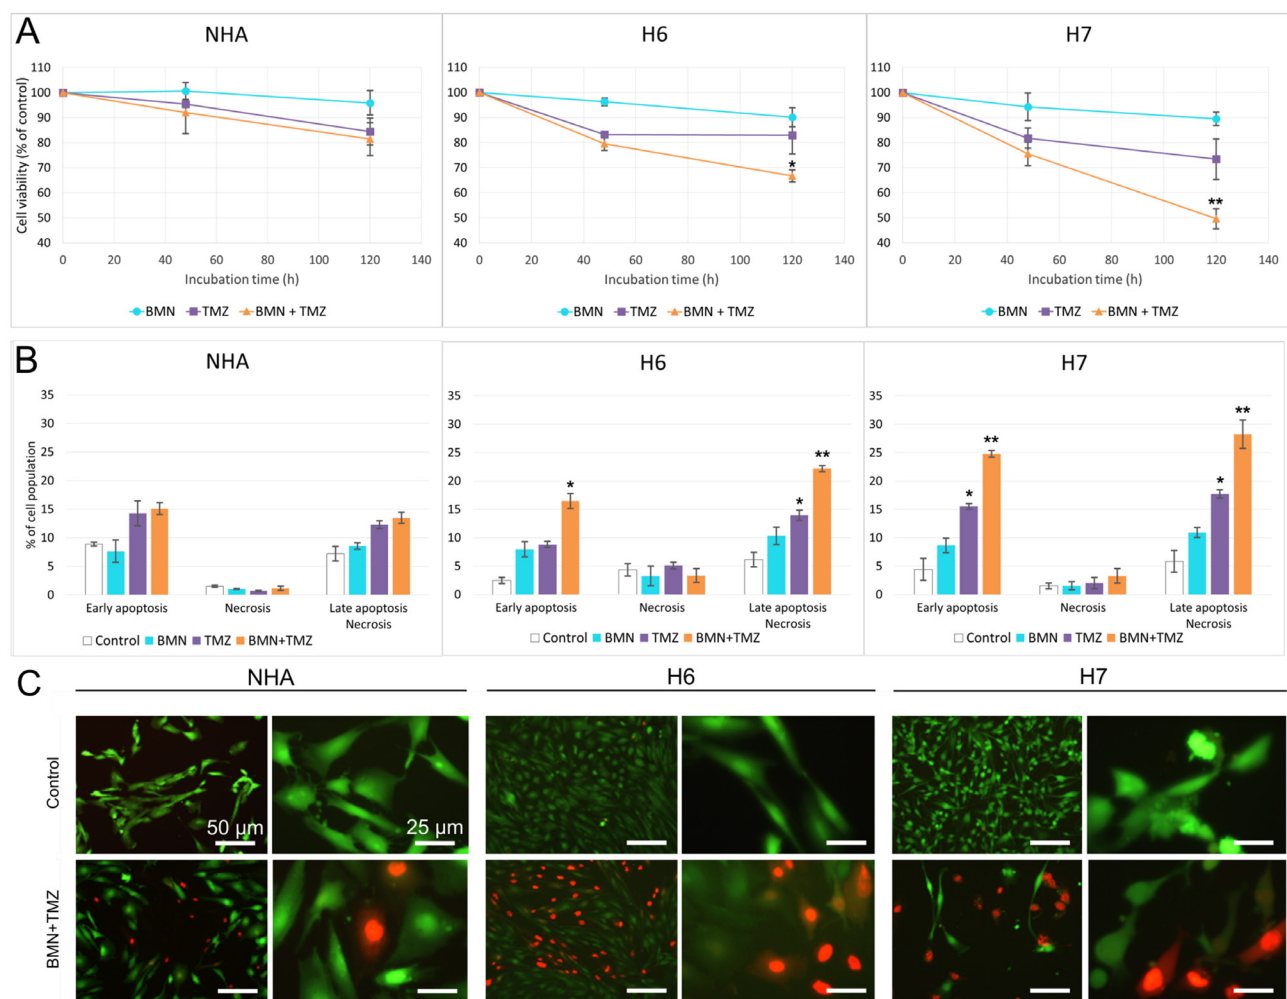 A
NHA
H6
H7
Cell viability (% of control)
110
100
90
80
70
60
50
40
0 20 40 60 80 100 120 140
Incubation time (h)
BMN TMZ BMN + TMZ
110
100
90
80
70
60
50
40
*
0 20 40 60 80 100 120 140
Incubation time (h)
BMN TMZ BMN + TMZ
110
100
90
80
70
60
50
40
**
0 20 40 60 80 100 120 140
Incubation time (h)
BMN TMZ BMN + TMZ
B
NHA
H6
H7
% of cell population
35
30
25
20
15
10
5
0
Early apoptosis Necrosis Late apoptosis
Necrosis
Control BMN TMZ BMN+TMZ
35
30
25
20
15
10
5
0
* * **
Early apoptosis Necrosis Late apoptosis
Necrosis
Control BMN TMZ BMN+TMZ
35
30
25
20
15
10
5
0
* ** * **
Early apoptosis Necrosis Late apoptosis
Necrosis
Control BMN TMZ BMN+TMZ
C
NHA
H6
H7
Control
50 µm
25 µm
BMN+TMZ